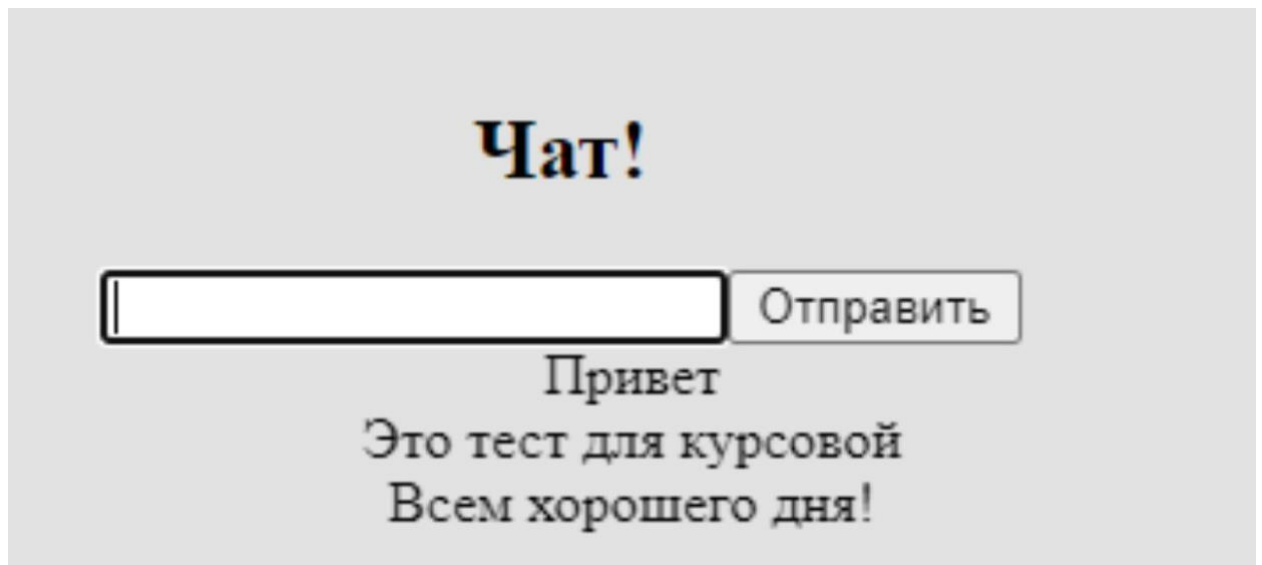 Чат!
Отправить
Привет
Это тест для курсовой
Всем хорошего дня!